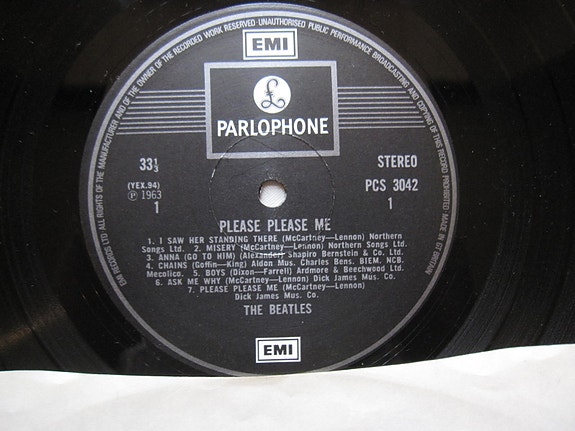 EMI RECORDS LTD ALL RIGHTS OF THE MANUFACTURER AND OF THE OWNER OF THE RECORDED WORK RESERVED UNAUTHORISED PUBLIC PERFORMANCE BROADCASTING AND COPYING OF THIS RECORD PROHIBITED MADE IN GT BRITAIN
EMI
£
PARLOPHONE
33⅓
STEREO
(YEX.94)
PCS 3042
℗ 1963
1
1
PLEASE PLEASE ME
1. I SAW HER STANDING THERE (McCartney—Lennon) Northern
Songs Ltd. 2. MISERY (McCartney—Lennon) Northern Songs Ltd.
3. ANNA (GO TO HIM) (Alexander) Shapiro Bernstein & Co. Ltd.
4. CHAINS (Goffin—King) Aldon Mus. Charles Bens. BIEM. NCB.
Mecolico. 5. BOYS (Dixon—Farrell) Ardmore & Beechwood Ltd.
6. ASK ME WHY (McCartney—Lennon) Dick James Mus. Co.
7. PLEASE PLEASE ME (McCartney—Lennon)
Dick James Mus. Co.
THE BEATLES
EMI